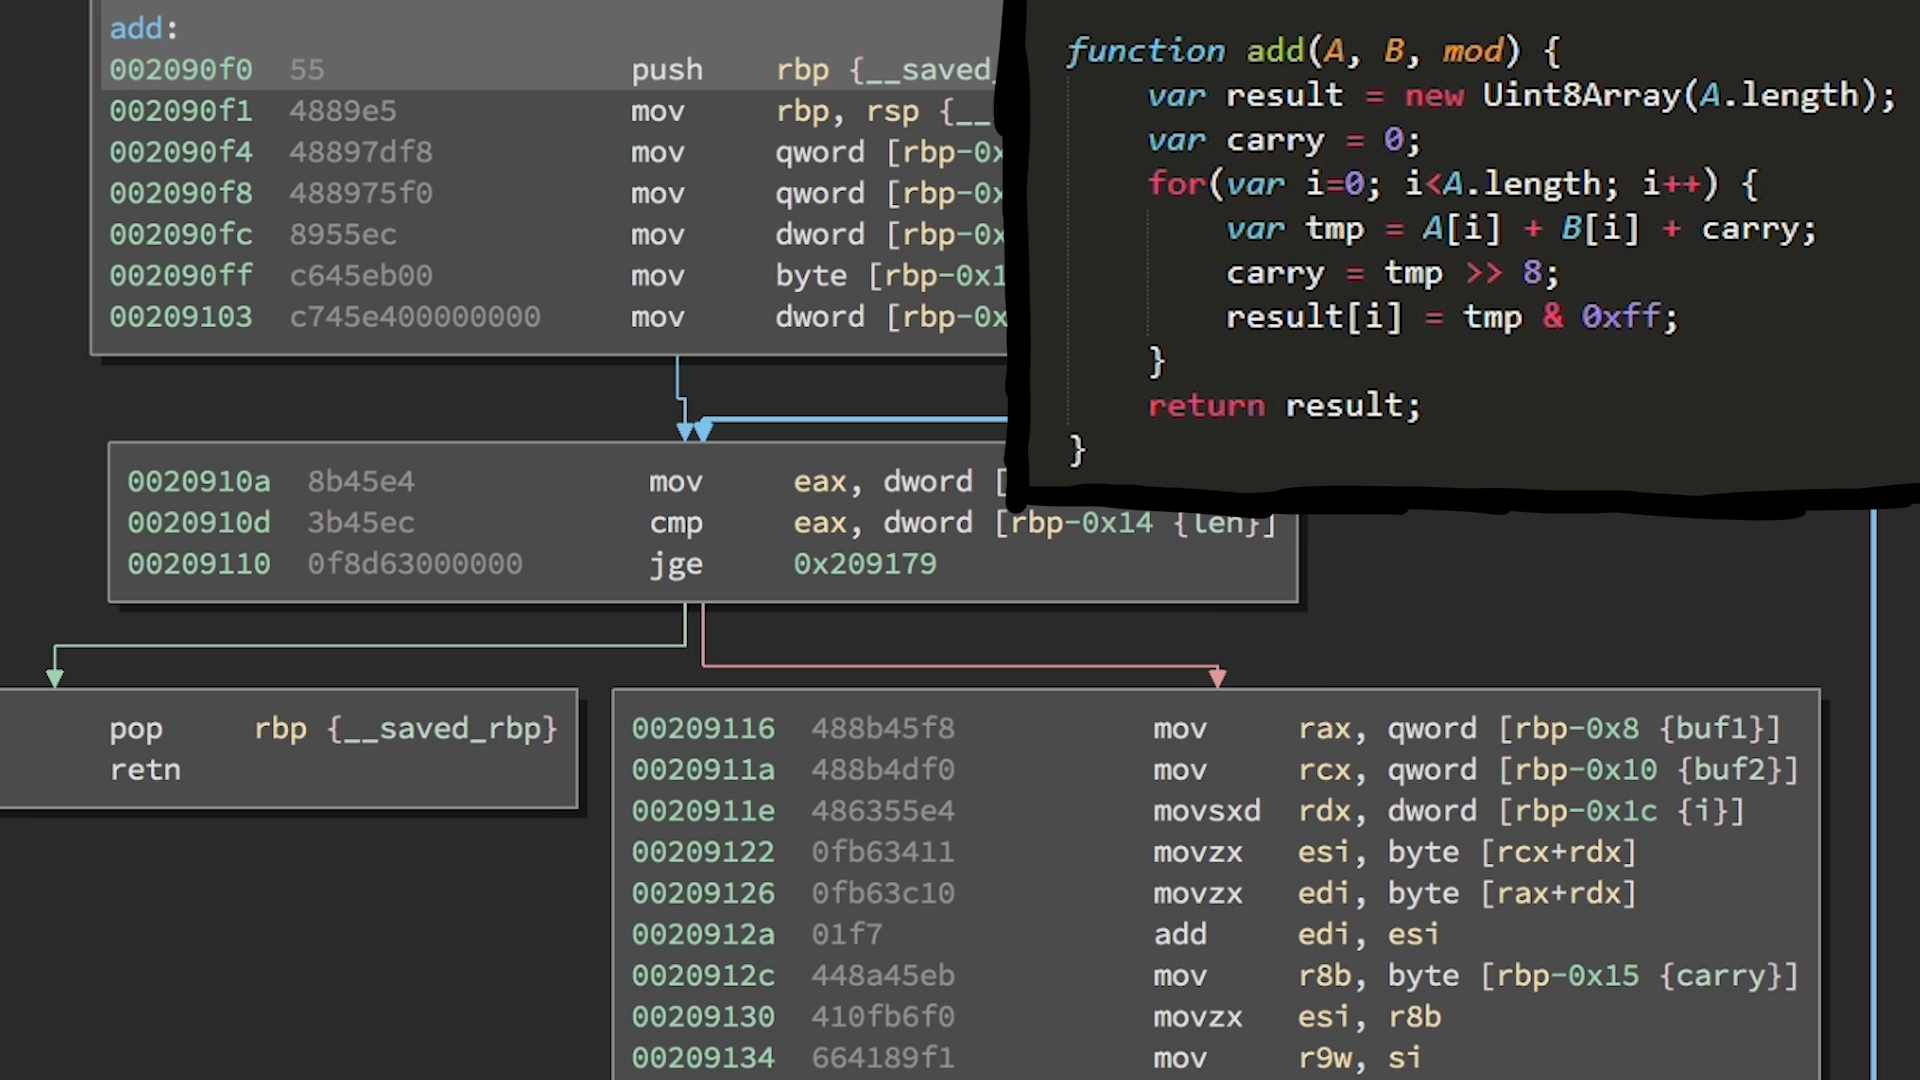 add:
002090f0 55 push rbp {__saved_
002090f1 4889e5 mov rbp, rsp {__
002090f4 48897df8 mov qword [rbp-0x
002090f8 488975f0 mov qword [rbp-0x
002090fc 8955ec mov dword [rbp-0x
002090ff c645eb00 mov byte [rbp-0x1
00209103 c745e400000000 mov dword [rbp-0x
function add(A, B, mod) {
var result = new Uint8Array(A.length);
var carry = 0;
for(var i=0; i<A.length; i++) {
var tmp = A[i] + B[i] + carry;
carry = tmp >> 8;
result[i] = tmp & 0xff;
}
return result;
}
0020910a 8b45e4 mov eax, dword [
0020910d 3b45ec cmp eax, dword [rbp-0x14 {len}]
00209110 0f8d63000000 jge 0x209179
pop rbp {__saved_rbp}
retn
00209116 488b45f8 mov rax, qword [rbp-0x8 {buf1}]
0020911a 488b4df0 mov rcx, qword [rbp-0x10 {buf2}]
0020911e 486355e4 movsxd rdx, dword [rbp-0x1c {i}]
00209122 0fb63411 movzx esi, byte [rcx+rdx]
00209126 0fb63c10 movzx edi, byte [rax+rdx]
0020912a 01f7 add edi, esi
0020912c 448a45eb mov r8b, byte [rbp-0x15 {carry}]
00209130 410fb6f0 movzx esi, r8b
00209134 664189f1 mov r9w, si